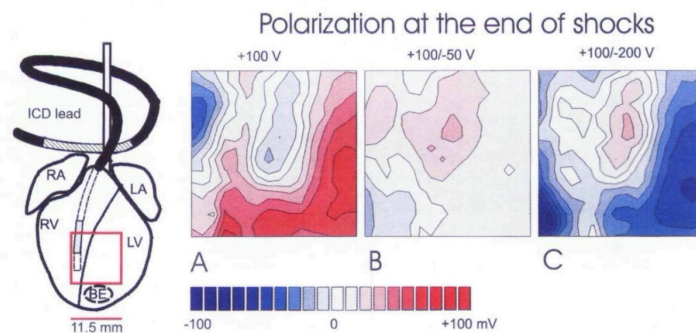 Polarization at the end of shocks
+100 V
+100/-50 V
+100/-200 V
ICD lead
RA
LA
RV
LV
BE
11.5 mm
A
B
C
-100
0
+100 mV